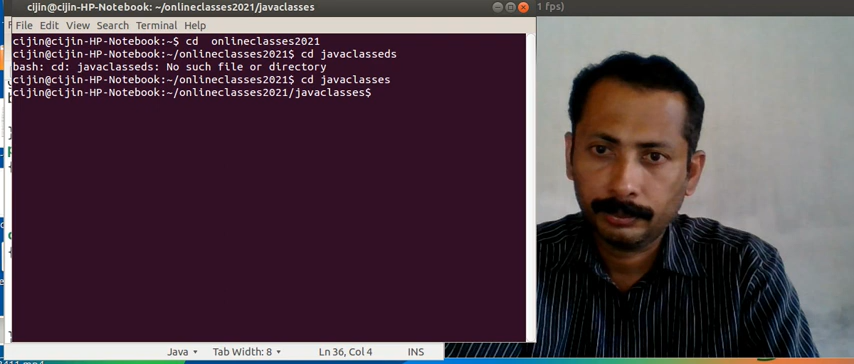 cijin@cijin-HP-Notebook: ~/onlineclasses2021/javaclasses
1 fps)
File Edit View Search Terminal Help
cijin@cijin-HP-Notebook:~$ cd  onlineclasses2021
cijin@cijin-HP-Notebook:~/onlineclasses2021$ cd javaclasseds
bash: cd: javaclasseds: No such file or directory
cijin@cijin-HP-Notebook:~/onlineclasses2021$ cd javaclasses
cijin@cijin-HP-Notebook:~/onlineclasses2021/javaclasses$
Java Tab Width: 8 Ln 36, Col 4 INS